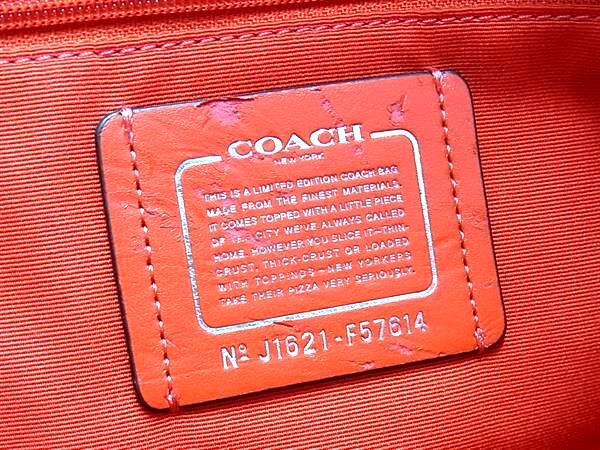 COACH
NEW YORK
THIS IS A LIMITED EDITION COACH BAG
MADE FROM THE FINEST MATERIALS.
IT COMES TOPPED WITH A LITTLE PIECE
OF THE CITY WE'VE ALWAYS CALLED
HOME. HOWEVER YOU SLICE IT-THIN-
CRUST, THICK-CRUST OR LOADED
WITH TOPPINGS - NEW YORKERS
TAKE THEIR PIZZA VERY SERIOUSLY.
Nº J1621-F57614